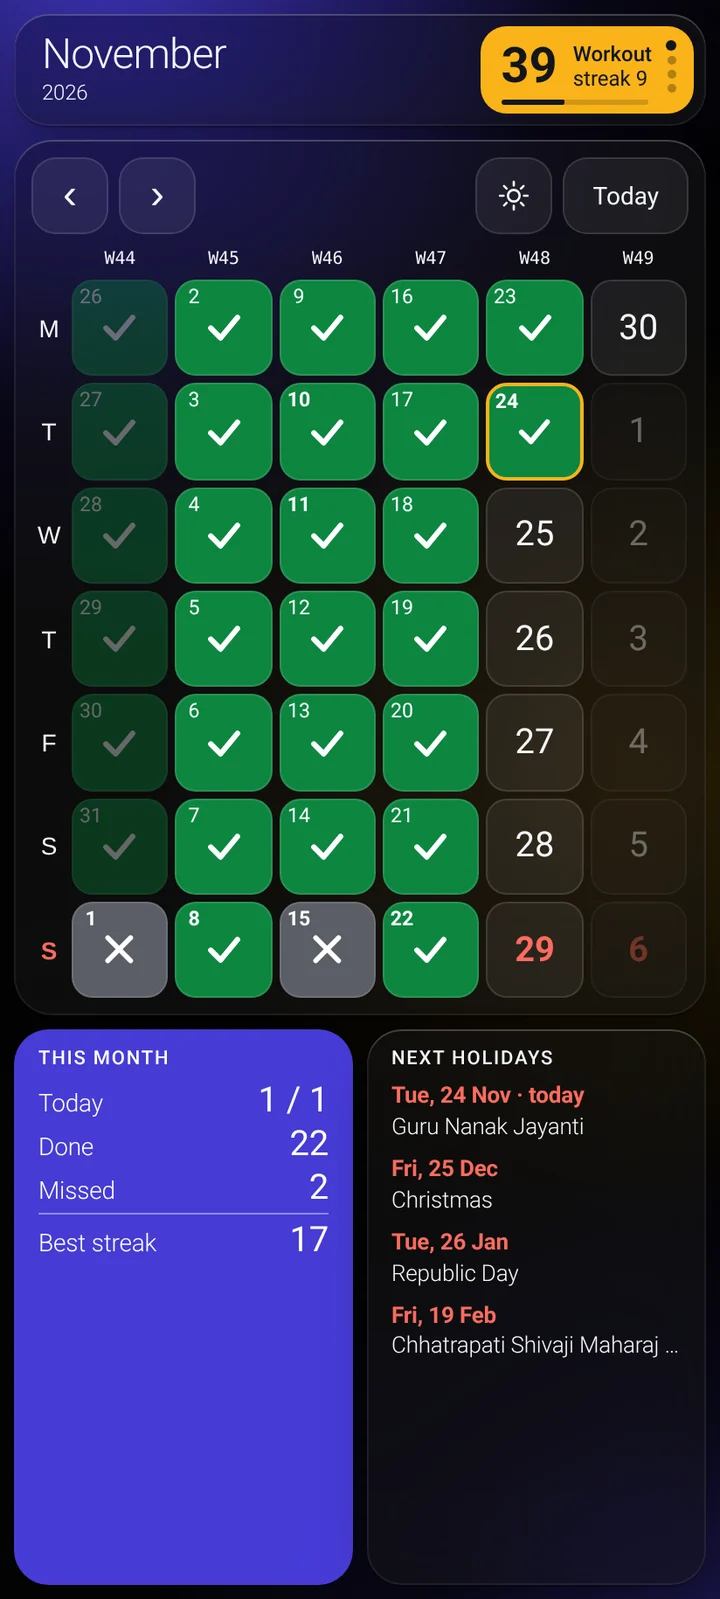 November
2026
39
Workout
streak 9
‹ ›
Today
W44 W45 W46 W47 W48 W49
M 26 2 9 16 23 30
T 27 3 10 17 24 1
W 28 4 11 18 25 2
T 29 5 12 19 26 3
F 30 6 13 20 27 4
S 31 7 14 21 28 5
S 1 8 15 22 29 6
THIS MONTH
Today 1 / 1
Done 22
Missed 2
Best streak 17
NEXT HOLIDAYS
Tue, 24 Nov · today
Guru Nanak Jayanti
Fri, 25 Dec
Christmas
Tue, 26 Jan
Republic Day
Fri, 19 Feb
Chhatrapati Shivaji Maharaj ...